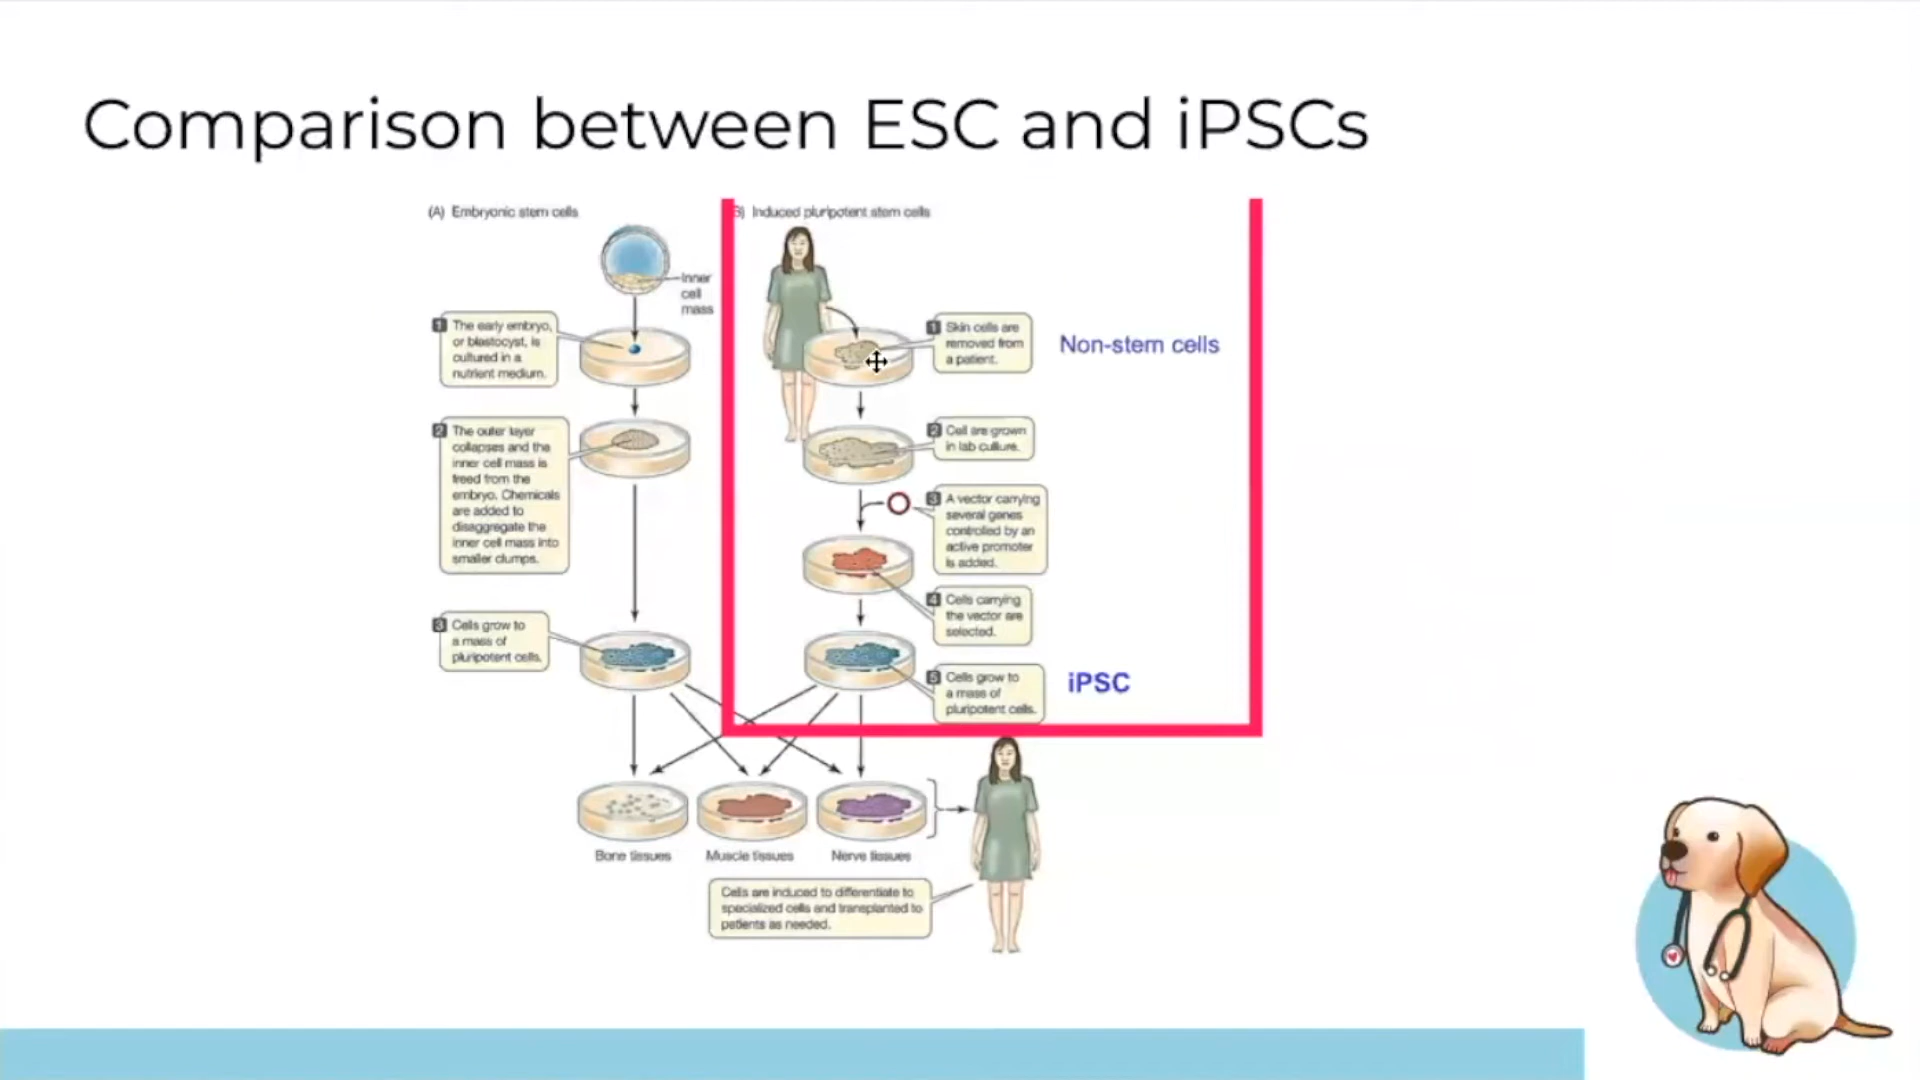 Comparison between ESC and iPSCs
(A) Embryonic stem cells
Inner
cell
mass
1 The early embryo,
or blastocyst, is
cultured in a
nutrient medium.
2 The outer layer
collapses and the
inner cell mass is
freed from the
embryo. Chemicals
are added to
disaggregate the
inner cell mass into
smaller clumps.
3 Cells grow to
a mass of
pluripotent cells.
B) Induced pluripotent stem cells
1 Skin cells are
removed from
a patient.
Non-stem cells
2 Cell are grown
in lab culture.
3 A vector carrying
several genes
controlled by an
active promoter
is added.
4 Cells carrying
the vector are
selected.
5 Cells grow to
a mass of
pluripotent cells.
iPSC
Bone tissues
Muscle tissues
Nerve tissues
Cells are induced to differentiate to
specialized cells and transplanted to
patients as needed.